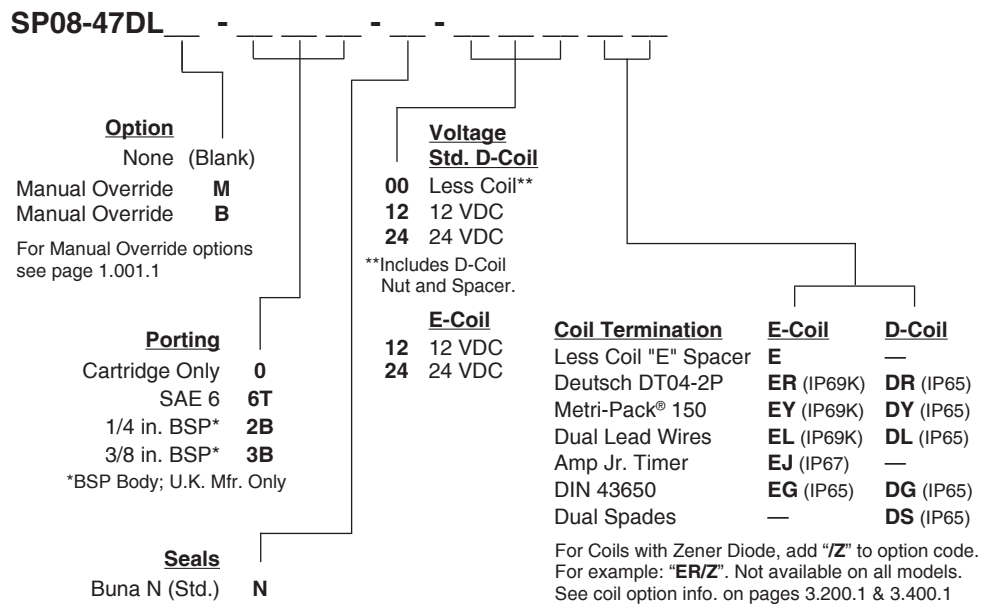 SP08-47DL__ - __ __ __ - __ - __ __ __ __ __
Option
None (Blank)
Manual Override M
Manual Override B
For Manual Override options
see page 1.001.1
Porting
Cartridge Only 0
SAE 6 6T
1/4 in. BSP* 2B
3/8 in. BSP* 3B
*BSP Body; U.K. Mfr. Only
Seals
Buna N (Std.) N
Voltage
Std. D-Coil
00 Less Coil**
12 12 VDC
24 24 VDC
**Includes D-Coil
Nut and Spacer.
E-Coil
12 12 VDC
24 24 VDC
Coil Termination E-Coil D-Coil
Less Coil "E" Spacer E —
Deutsch DT04-2P ER (IP69K) DR (IP65)
Metri-Pack® 150 EY (IP69K) DY (IP65)
Dual Lead Wires EL (IP69K) DL (IP65)
Amp Jr. Timer EJ (IP67) —
DIN 43650 EG (IP65) DG (IP65)
Dual Spades — DS (IP65)
For Coils with Zener Diode, add “/Z” to option code.
For example: “ER/Z”. Not available on all models.
See coil option info. on pages 3.200.1 & 3.400.1